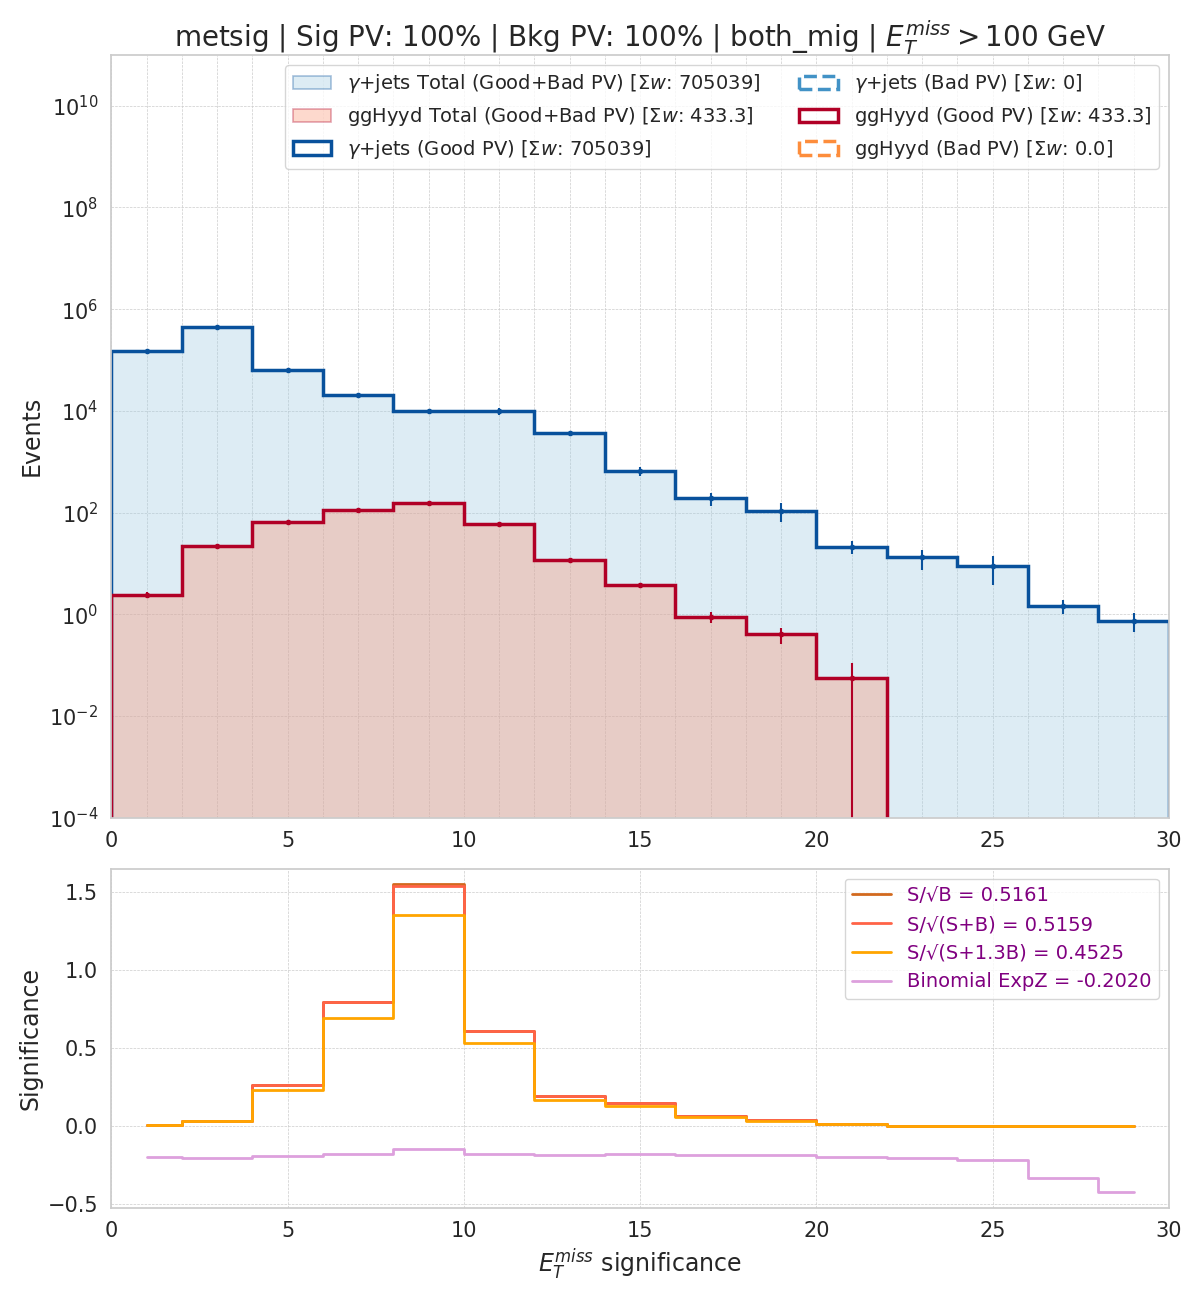 metsig | Sig PV: 100% | Bkg PV: 100% | both_mig | $E_T^{miss} > 100$ GeV
γ+jets Total (Good+Bad PV) [Σw: 705039]
ggHyyd Total (Good+Bad PV) [Σw: 433.3]
γ+jets (Good PV) [Σw: 705039]
γ+jets (Bad PV) [Σw: 0]
ggHyyd (Good PV) [Σw: 433.3]
ggHyyd (Bad PV) [Σw: 0.0]
Events
$10^{10}$
$10^{8}$
$10^{6}$
$10^{4}$
$10^{2}$
$10^{0}$
$10^{-2}$
$10^{-4}$
0 5 10 15 20 25 30
Significance
1.5
1.0
0.5
0.0
−0.5
S/√B = 0.5161
S/√(S+B) = 0.5159
S/√(S+1.3B) = 0.4525
Binomial ExpZ = -0.2020
0 5 10 15 20 25 30
$E_T^{miss}$ significance